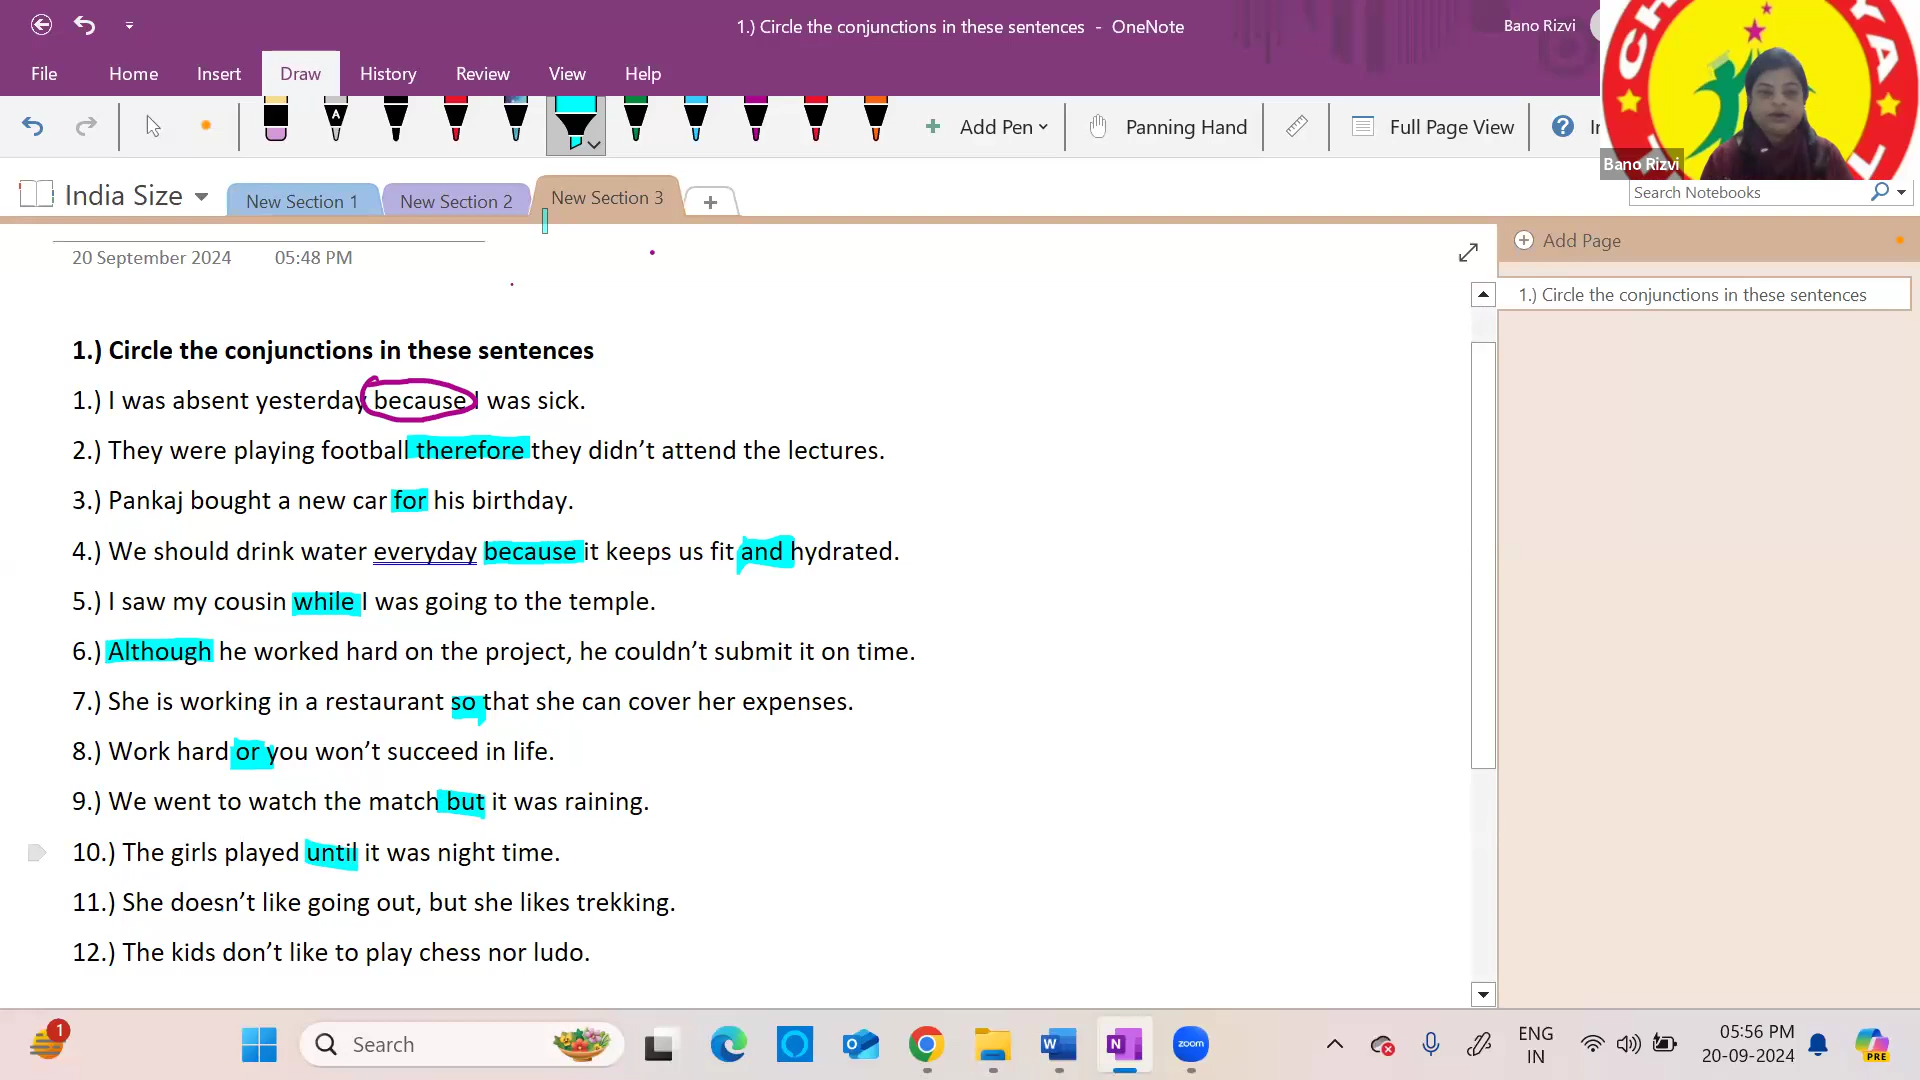 1.) Circle the conjunctions in these sentences - OneNote
Bano Rizvi
File Home Insert Draw History Review View Help
Add Pen Panning Hand Full Page View
Bano Rizvi
India Size New Section 1 New Section 2 New Section 3
Search Notebooks
Add Page
20 September 2024 05:48 PM
1.) Circle the conjunctions in these sentences
1.) Circle the conjunctions in these sentences
1.) I was absent yesterday because I was sick.
2.) They were playing football therefore they didn’t attend the lectures.
3.) Pankaj bought a new car for his birthday.
4.) We should drink water everyday because it keeps us fit and hydrated.
5.) I saw my cousin while I was going to the temple.
6.) Although he worked hard on the project, he couldn’t submit it on time.
7.) She is working in a restaurant so that she can cover her expenses.
8.) Work hard or you won’t succeed in life.
9.) We went to watch the match but it was raining.
10.) The girls played until it was night time.
11.) She doesn’t like going out, but she likes trekking.
12.) The kids don’t like to play chess nor ludo.
1
Search
zoom
ENG
IN
05:56 PM
20-09-2024
PRE